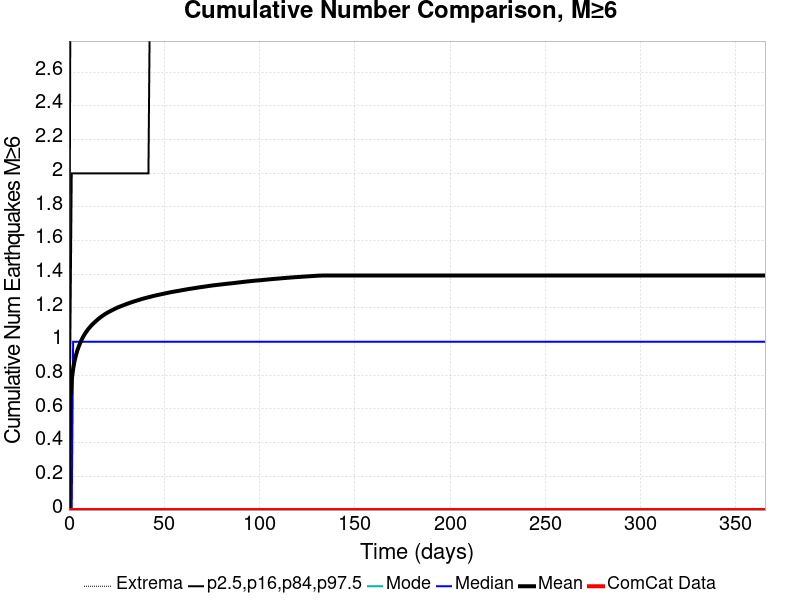 Cumulative Number Comparison, M≥6
Cumulative Num Earthquakes M≥6
2.6
2.4
2.2
2
1.8
1.6
1.4
1.2
1
0.8
0.6
0.4
0.2
0
0 50 100 150 200 250 300 350
Time (days)
Extrema p2.5,p16,p84,p97.5 Mode Median Mean ComCat Data